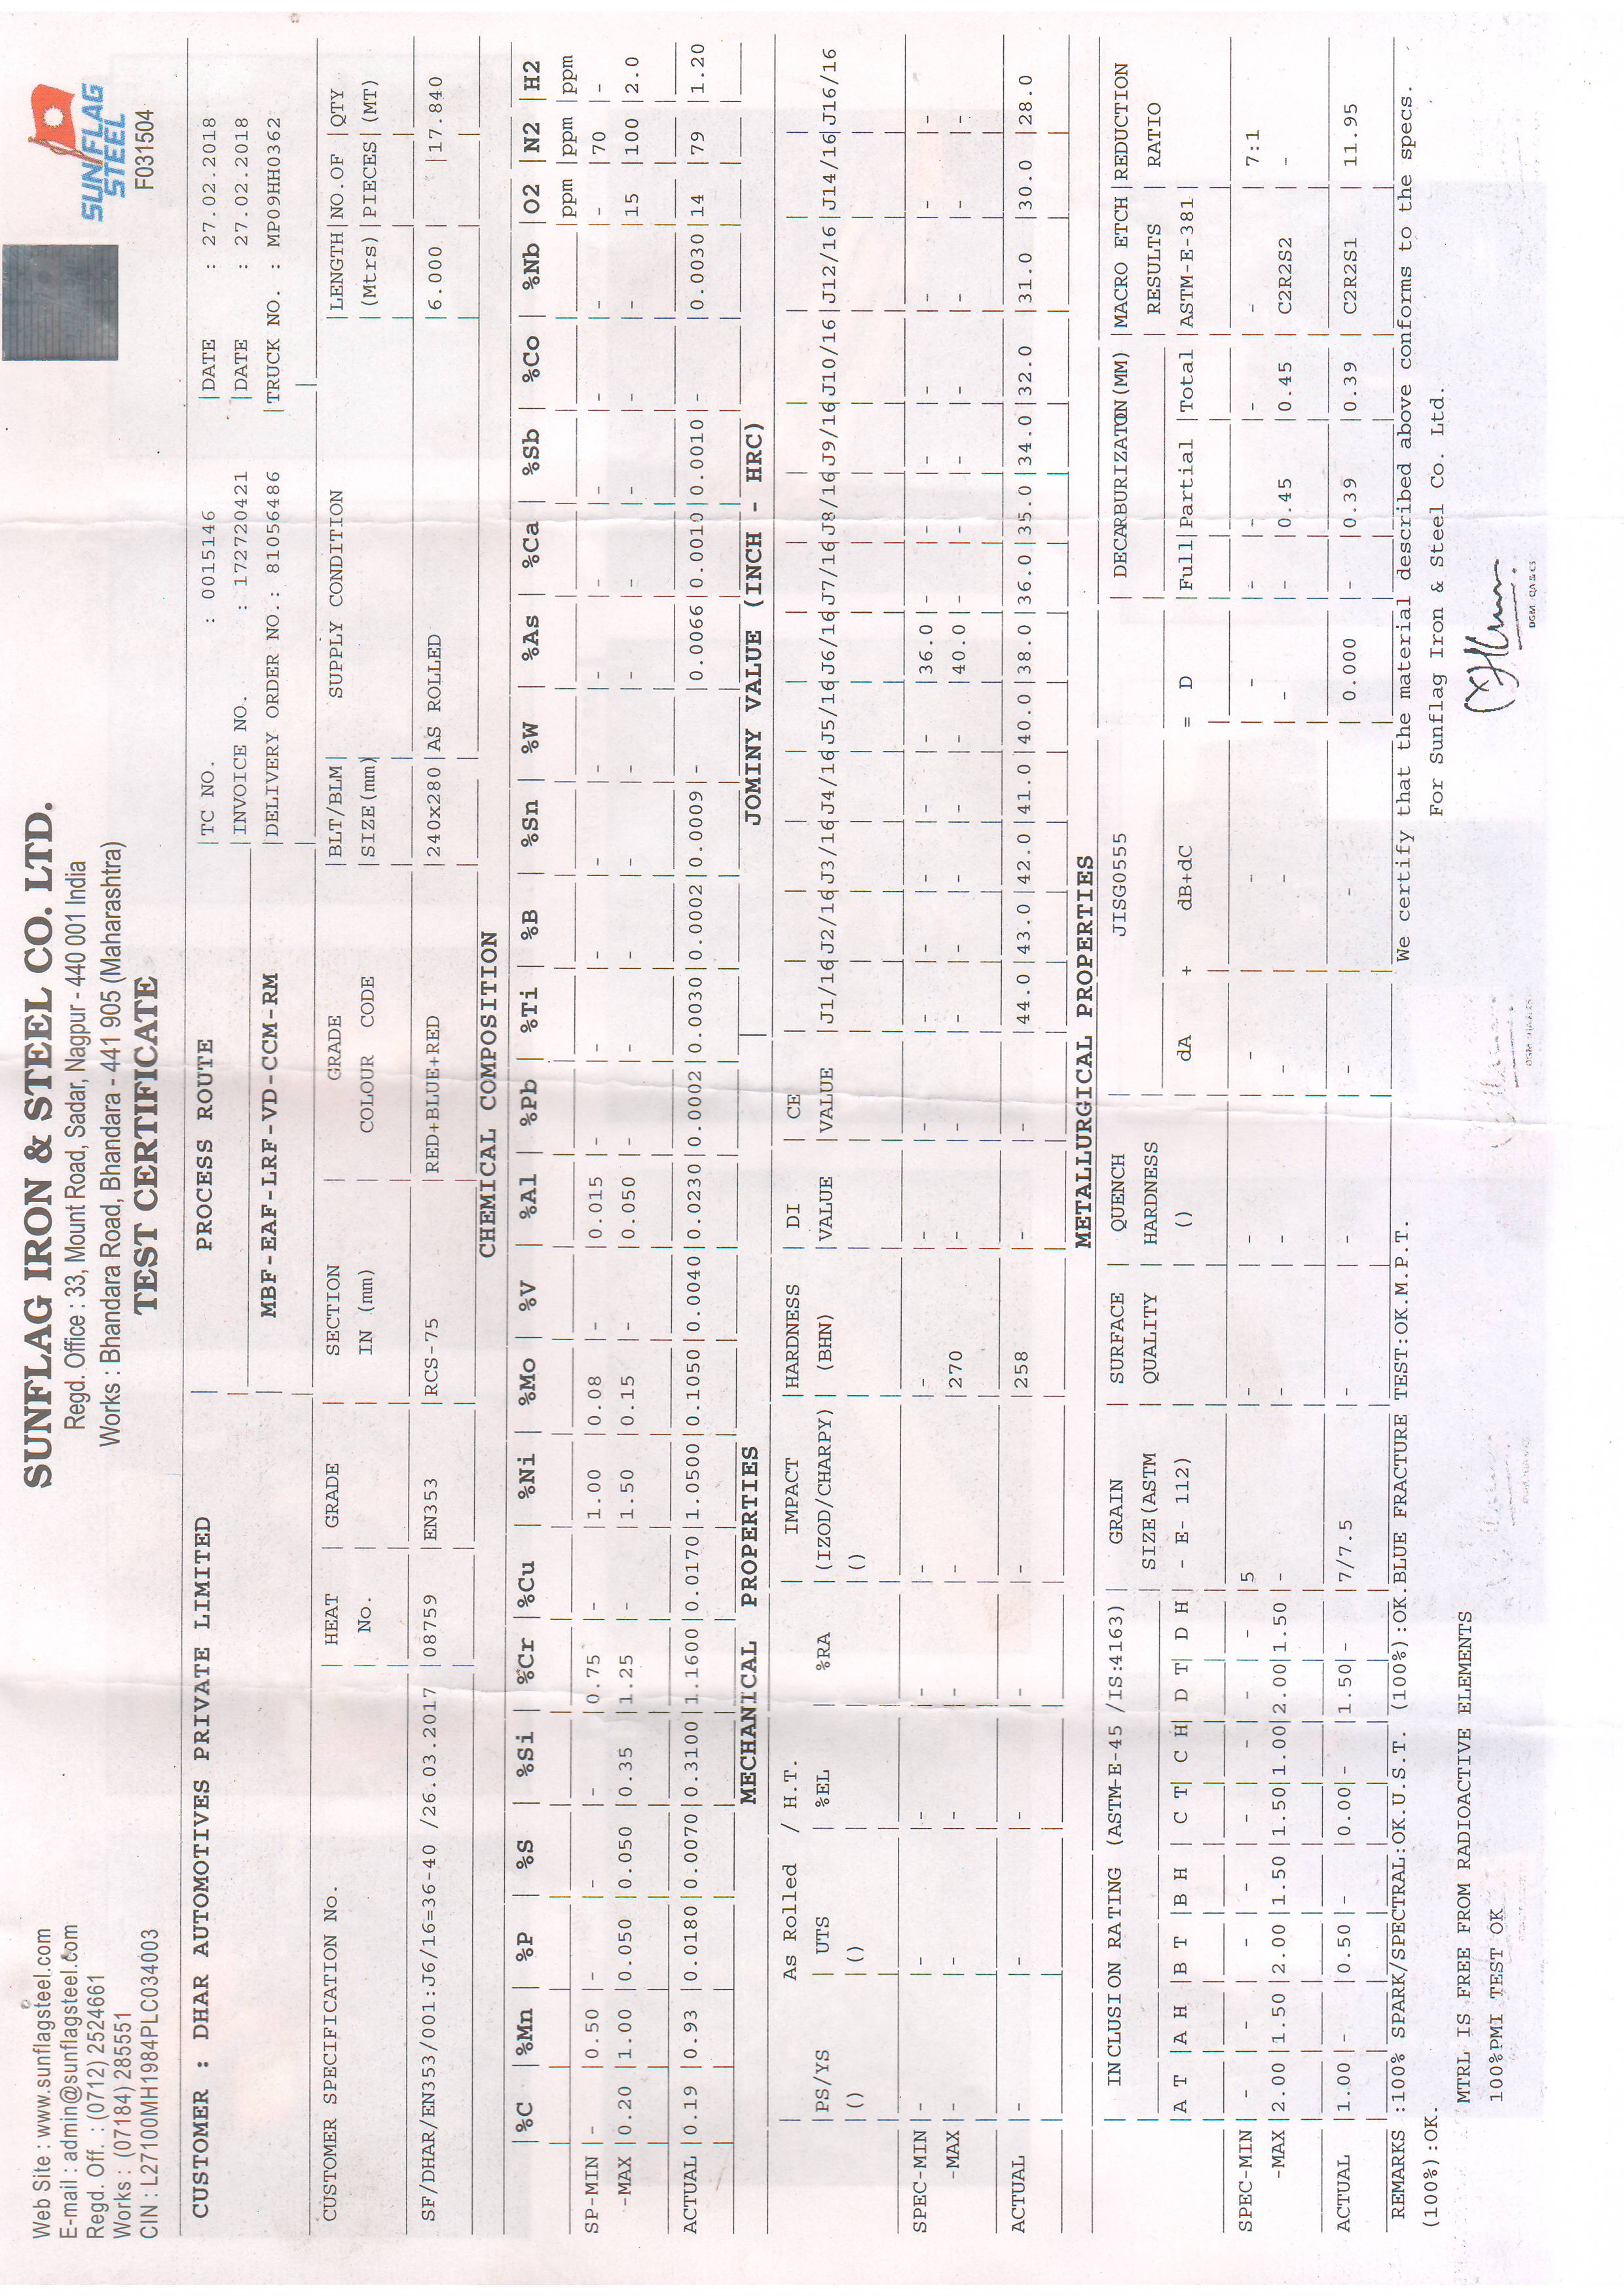 Web Site : www.sunflagsteel.com
E-mail : admin@sunflagsteel.com
Regd. Off. : (0712) 2524661
Works : (07184) 285551
CIN : L27100MH1984PLC034003
SUNFLAG IRON & STEEL CO. LTD.
Regd. Office : 33, Mount Road, Sadar, Nagpur - 440 001 India
Works : Bhandara Road, Bhandara - 441 905 (Maharashtra)
TEST CERTIFICATE
SUNFLAG
STEEL
F031504
CUSTOMER : DHAR AUTOMOTIVES PRIVATE LIMITED | PROCESS ROUTE | TC NO. : 0015146 | DATE : 27.02.2018
INVOICE NO. : 172720421 | DATE : 27.02.2018
MBF-EAF-LRF-VD-CCM-RM | DELIVERY ORDER NO.: 81056486 | TRUCK NO. : MP09HH0362
CUSTOMER SPECIFICATION No. | HEAT | GRADE | SECTION | GRADE | BLT/BLM | SUPPLY CONDITION | LENGTH | NO.OF | QTY
No. | IN (mm) | COLOUR CODE | SIZE(mm) | (Mtrs) | PIECES | (MT)
SF/DHAR/EN353/001:J6/16=36-40 /26.03.2017 | 08759 | EN353 | RCS-75 | RED+BLUE+RED | 240x280 | AS ROLLED | 6.000 | | 17.840
CHEMICAL COMPOSITION
%C | %Mn | %P | %S | %Si | %Cr | %Cu | %Ni | %Mo | %V | %Al | %Pb | %Ti | %B | %Sn | %W | %As | %Ca | %Sb | %Co | %Nb | O2 | N2 | H2
ppm | ppm | ppm
SP-MIN | - | 0.50 | - | - | - | 0.75 | - | 1.00 | 0.08 | - | 0.015 | - | - | - | - | - | - | - | - | - | - | - | 70 | -
-MAX | 0.20 | 1.00 | 0.050 | 0.050 | 0.35 | 1.25 | - | 1.50 | 0.15 | - | 0.050 | - | - | - | - | - | - | - | - | - | - | 15 | 100 | 2.0
ACTUAL | 0.19 | 0.93 | 0.0180 | 0.0070 | 0.3100 | 1.1600 | 0.0170 | 1.0500 | 0.1050 | 0.0040 | 0.0230 | 0.0002 | 0.0030 | 0.0002 | 0.0009 | - | 0.0066 | 0.0010 | 0.0010 | - | 0.0030 | 14 | 79 | 1.20
MECHANICAL PROPERTIES | JOMINY VALUE (INCH - HRC)
As Rolled / H.T. | IMPACT | HARDNESS | DI | CE
PS/YS | UTS | %EL | %RA | (IZOD/CHARPY) | (BHN) | VALUE | VALUE | J1/16 | J2/16 | J3/16 | J4/16 | J5/16 | J6/16 | J7/16 | J8/16 | J9/16 | J10/16 | J12/16 | J14/16 | J16/16
() | () | ()
SPEC-MIN | - | - | - | - | - | - | - | - | - | - | - | - | - | 36.0 | - | - | - | - | - | - | -
-MAX | - | - | - | - | - | 270 | - | - | - | - | - | - | - | 40.0 | - | - | - | - | - | - | -
ACTUAL | - | - | - | - | - | 258 | - | - | 44.0 | 43.0 | 42.0 | 41.0 | 40.0 | 38.0 | 36.0 | 35.0 | 34.0 | 32.0 | 31.0 | 30.0 | 28.0
METALLURGICAL PROPERTIES
INCLUSION RATING (ASTM-E-45 /IS:4163) | GRAIN | SURFACE | QUENCH | JISG0555 | DECARBURIZATON(MM) | MACRO ETCH | REDUCTION
SIZE(ASTM | QUALITY | HARDNESS | RESULTS | RATIO
A T | A H | B T | B H | C T | C H | D T | D H | - E- 112) | () | dA + dB+dC = D | Full | Partial | Total | ASTM-E-381
SPEC-MIN | - | - | - | - | - | - | - | - | 5 | - | - | - | - | - | - | - | - | - | 7:1
-MAX | 2.00 | 1.50 | 2.00 | 1.50 | 1.50 | 1.00 | 2.00 | 1.50 | - | - | - | - | - | - | - | 0.45 | 0.45 | C2R2S2 | -
ACTUAL | 1.00 | - | 0.50 | - | 0.00 | - | 1.50 | - | 7/7.5 | - | - | - | - | 0.000 | - | 0.39 | 0.39 | C2R2S1 | 11.95
REMARKS :100% SPARK/SPECTRAL:OK.U.S.T. (100%):OK.BLUE FRACTURE TEST:OK.M.P.T.
(100%):OK.
We certify that the material described above conforms to the specs.
For Sunflag Iron & Steel Co. Ltd.
MTRL IS FREE FROM RADIOACTIVE ELEMENTS
100%PMI TEST OK
DGM QA&CS